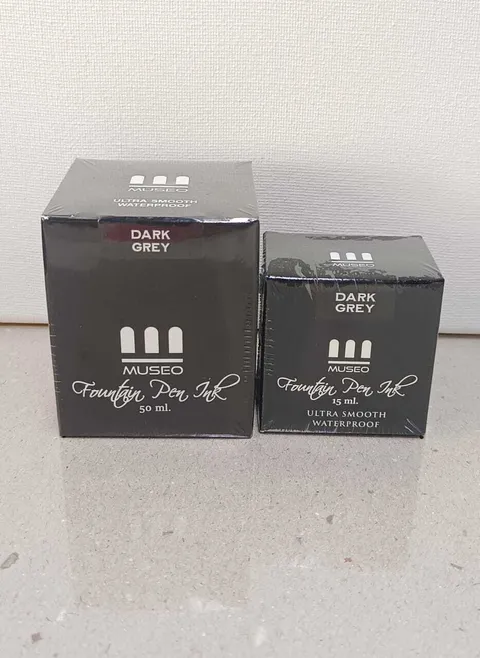 MUSEO
ULTRA SMOOTH
WATERPROOF
DARK
GREY
MUSEO
Fountain Pen Ink
50 ml.
MUSEO
DARK
GREY
MUSEO
Fountain Pen Ink
15 ml.
ULTRA SMOOTH
WATERPROOF